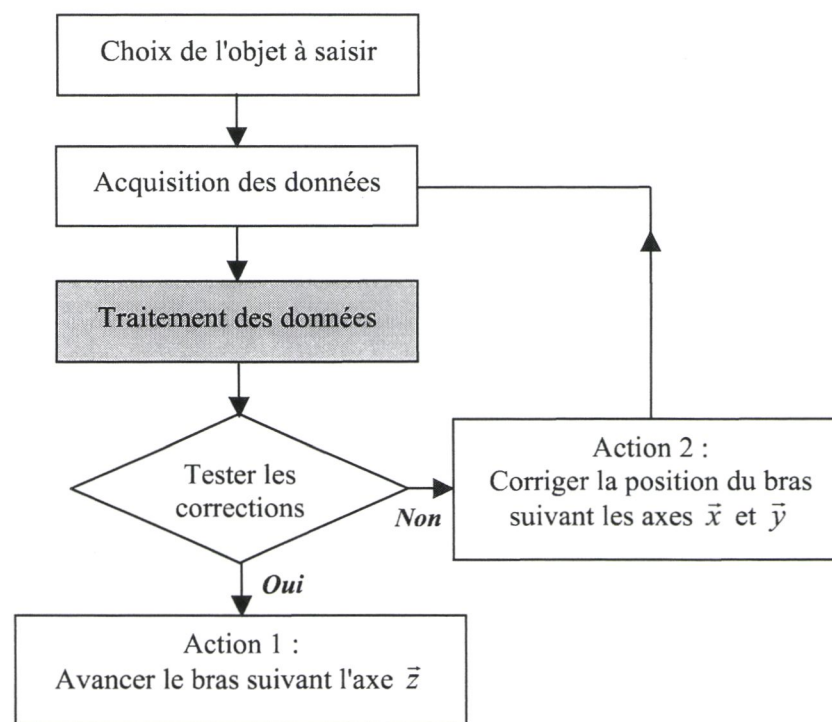 Choix de l'objet à saisir
Acquisition des données
Traitement des données
Tester les
corrections
Non
Action 2 :
Corriger la position du bras
suivant les axes x⃗ et y⃗
Oui
Action 1 :
Avancer le bras suivant l'axe z⃗